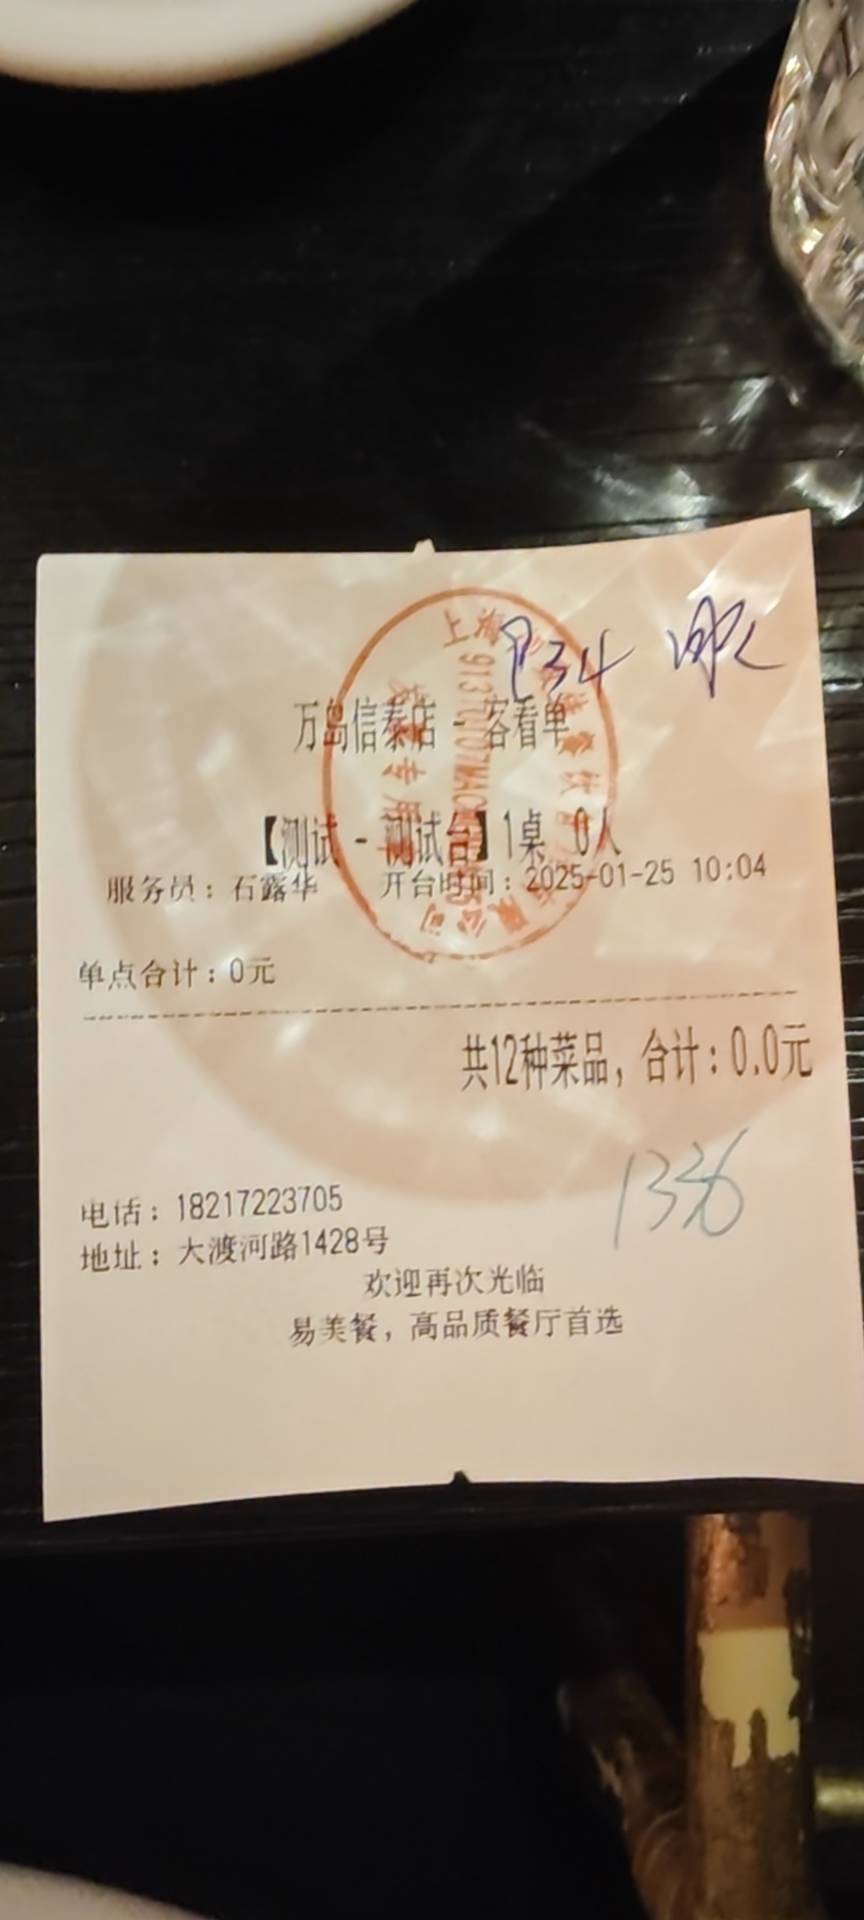 P34
万岛信泰店 - 客看单
【测试 - 测试台】1桌 0人
服务员：石露华 开台时间：2025-01-25 10:04
单点合计：0元
共12种菜品，合计：0.0元
1336
电话：18217223705
地址：大渡河路1428号
欢迎再次光临
易美餐，高品质餐厅首选